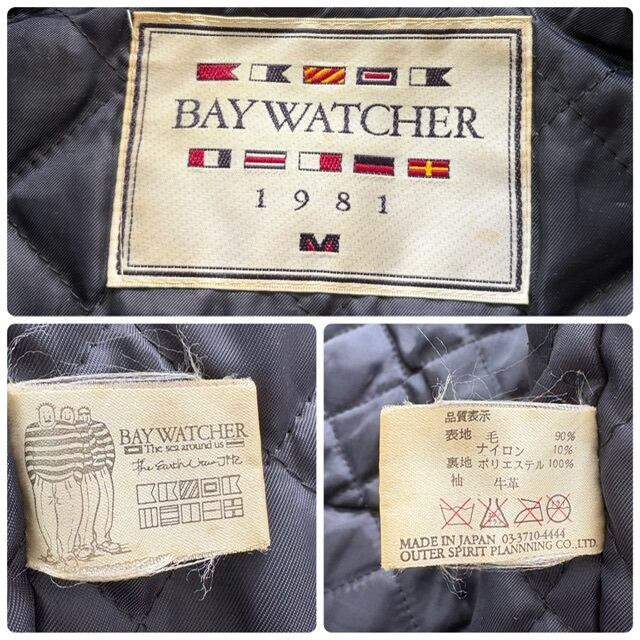 BAY WATCHER
1981
M
BAY WATCHER
The sea around us
品質表示
表地 毛 90%
ナイロン 10%
裏地 ポリエステル 100%
袖 牛革
MADE IN JAPAN 03-3710-4444
OUTER SPIRIT PLANNNING CO.,LTD.